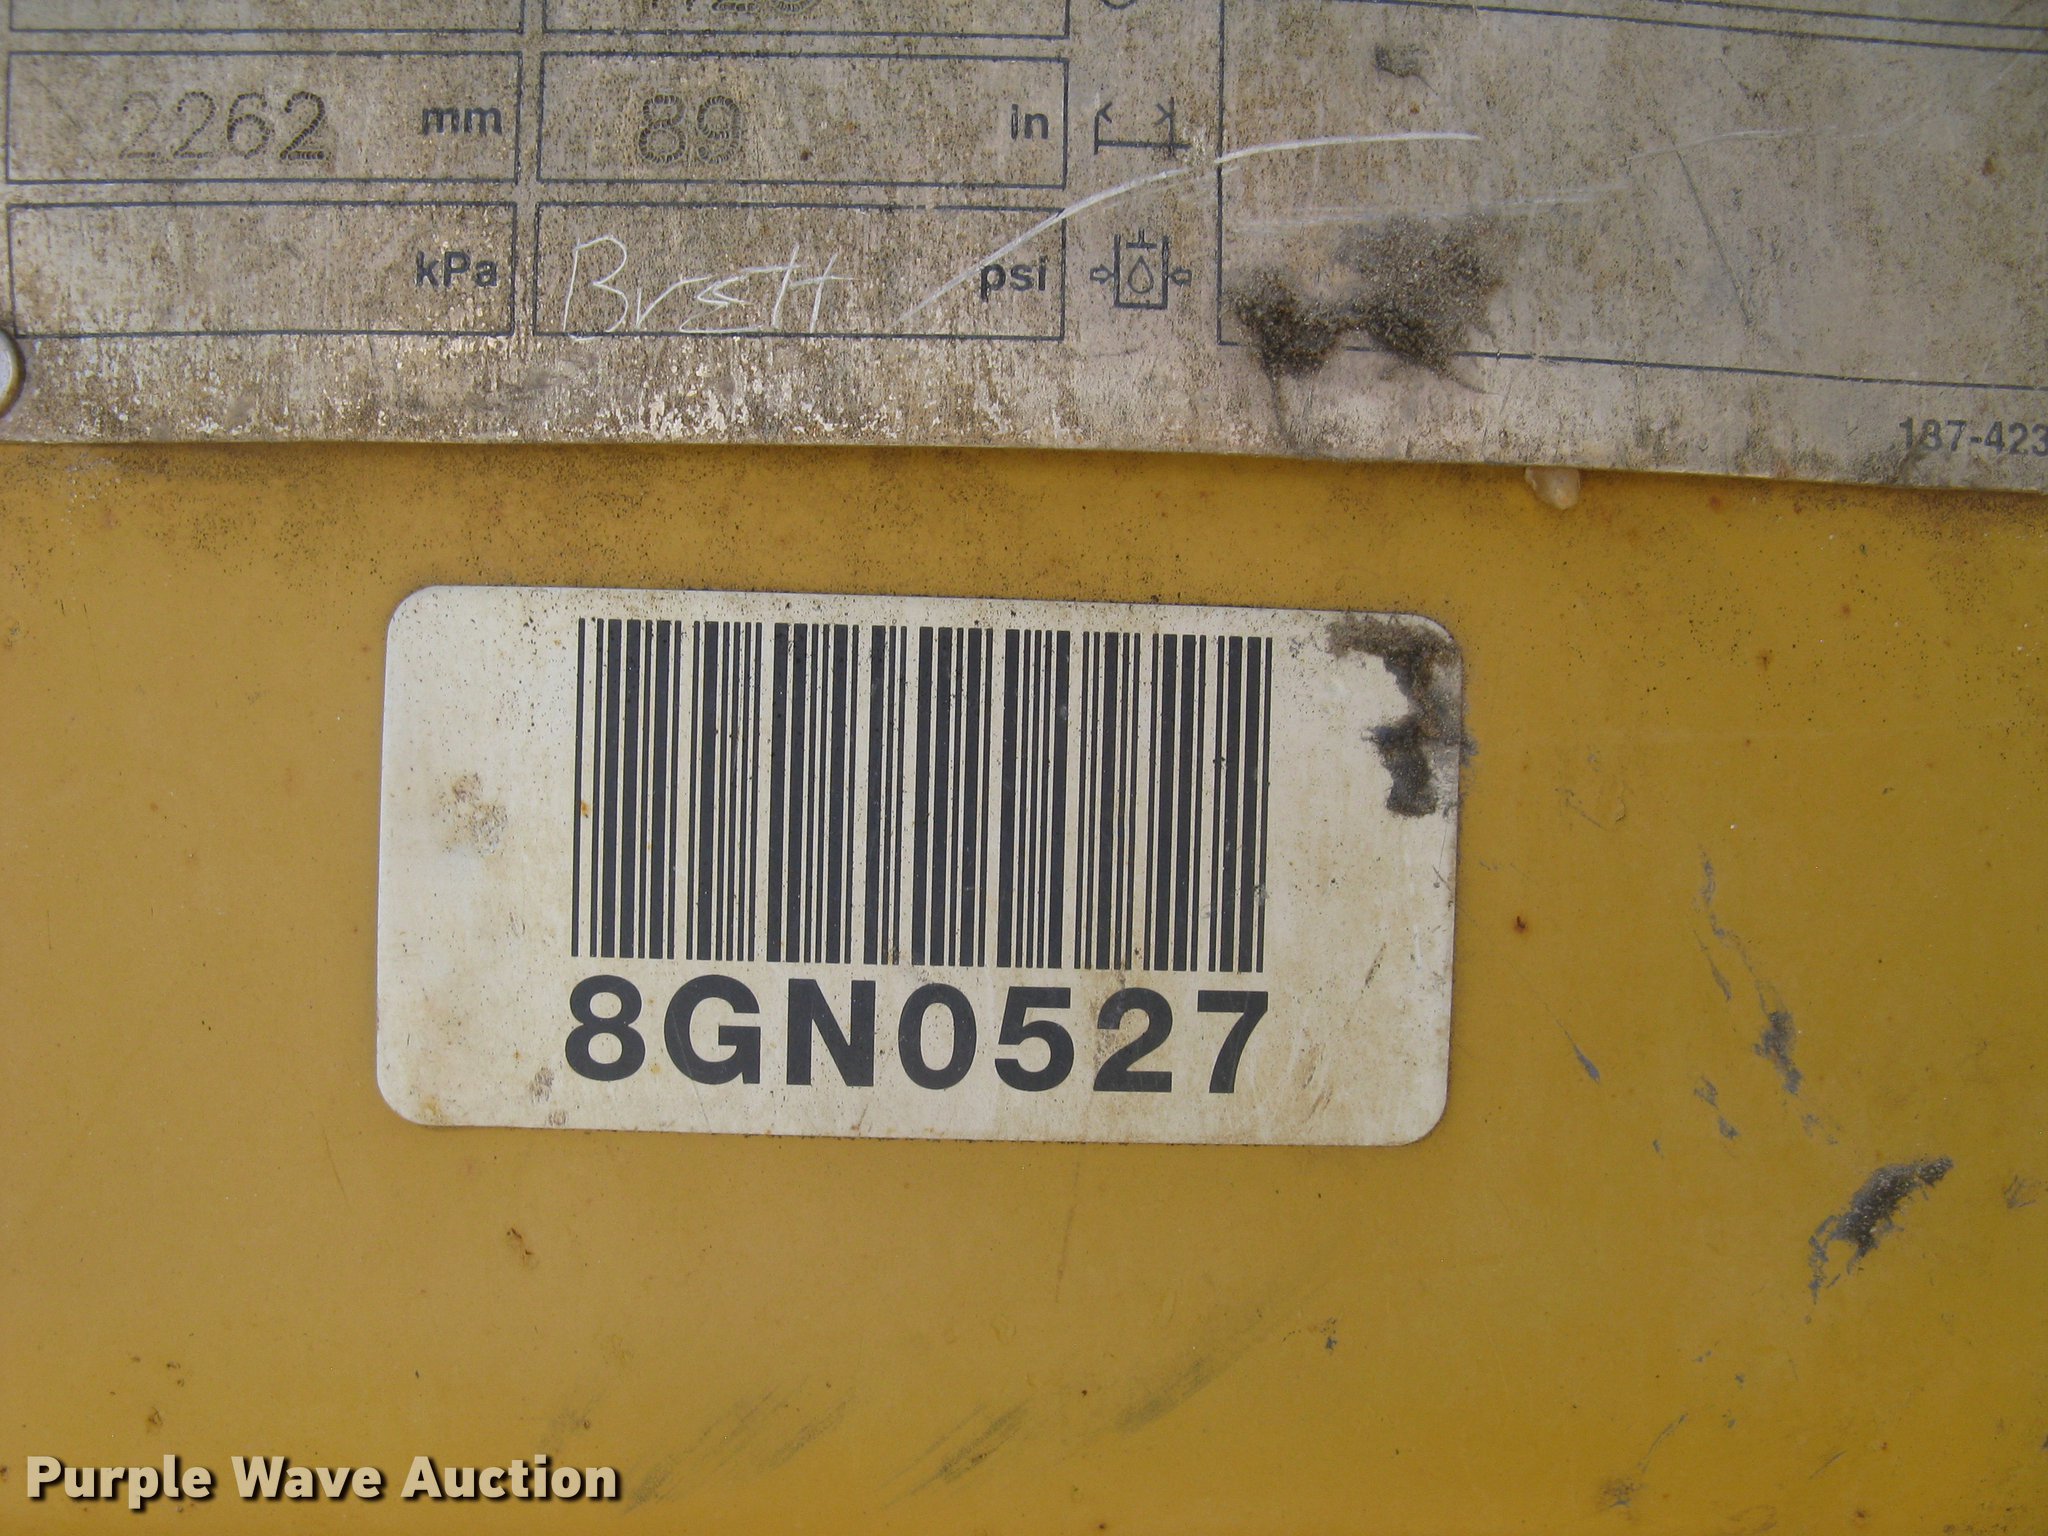 2262 mm 89 in
kPa Brett psi
187-423
8GN0527
Purple Wave Auction